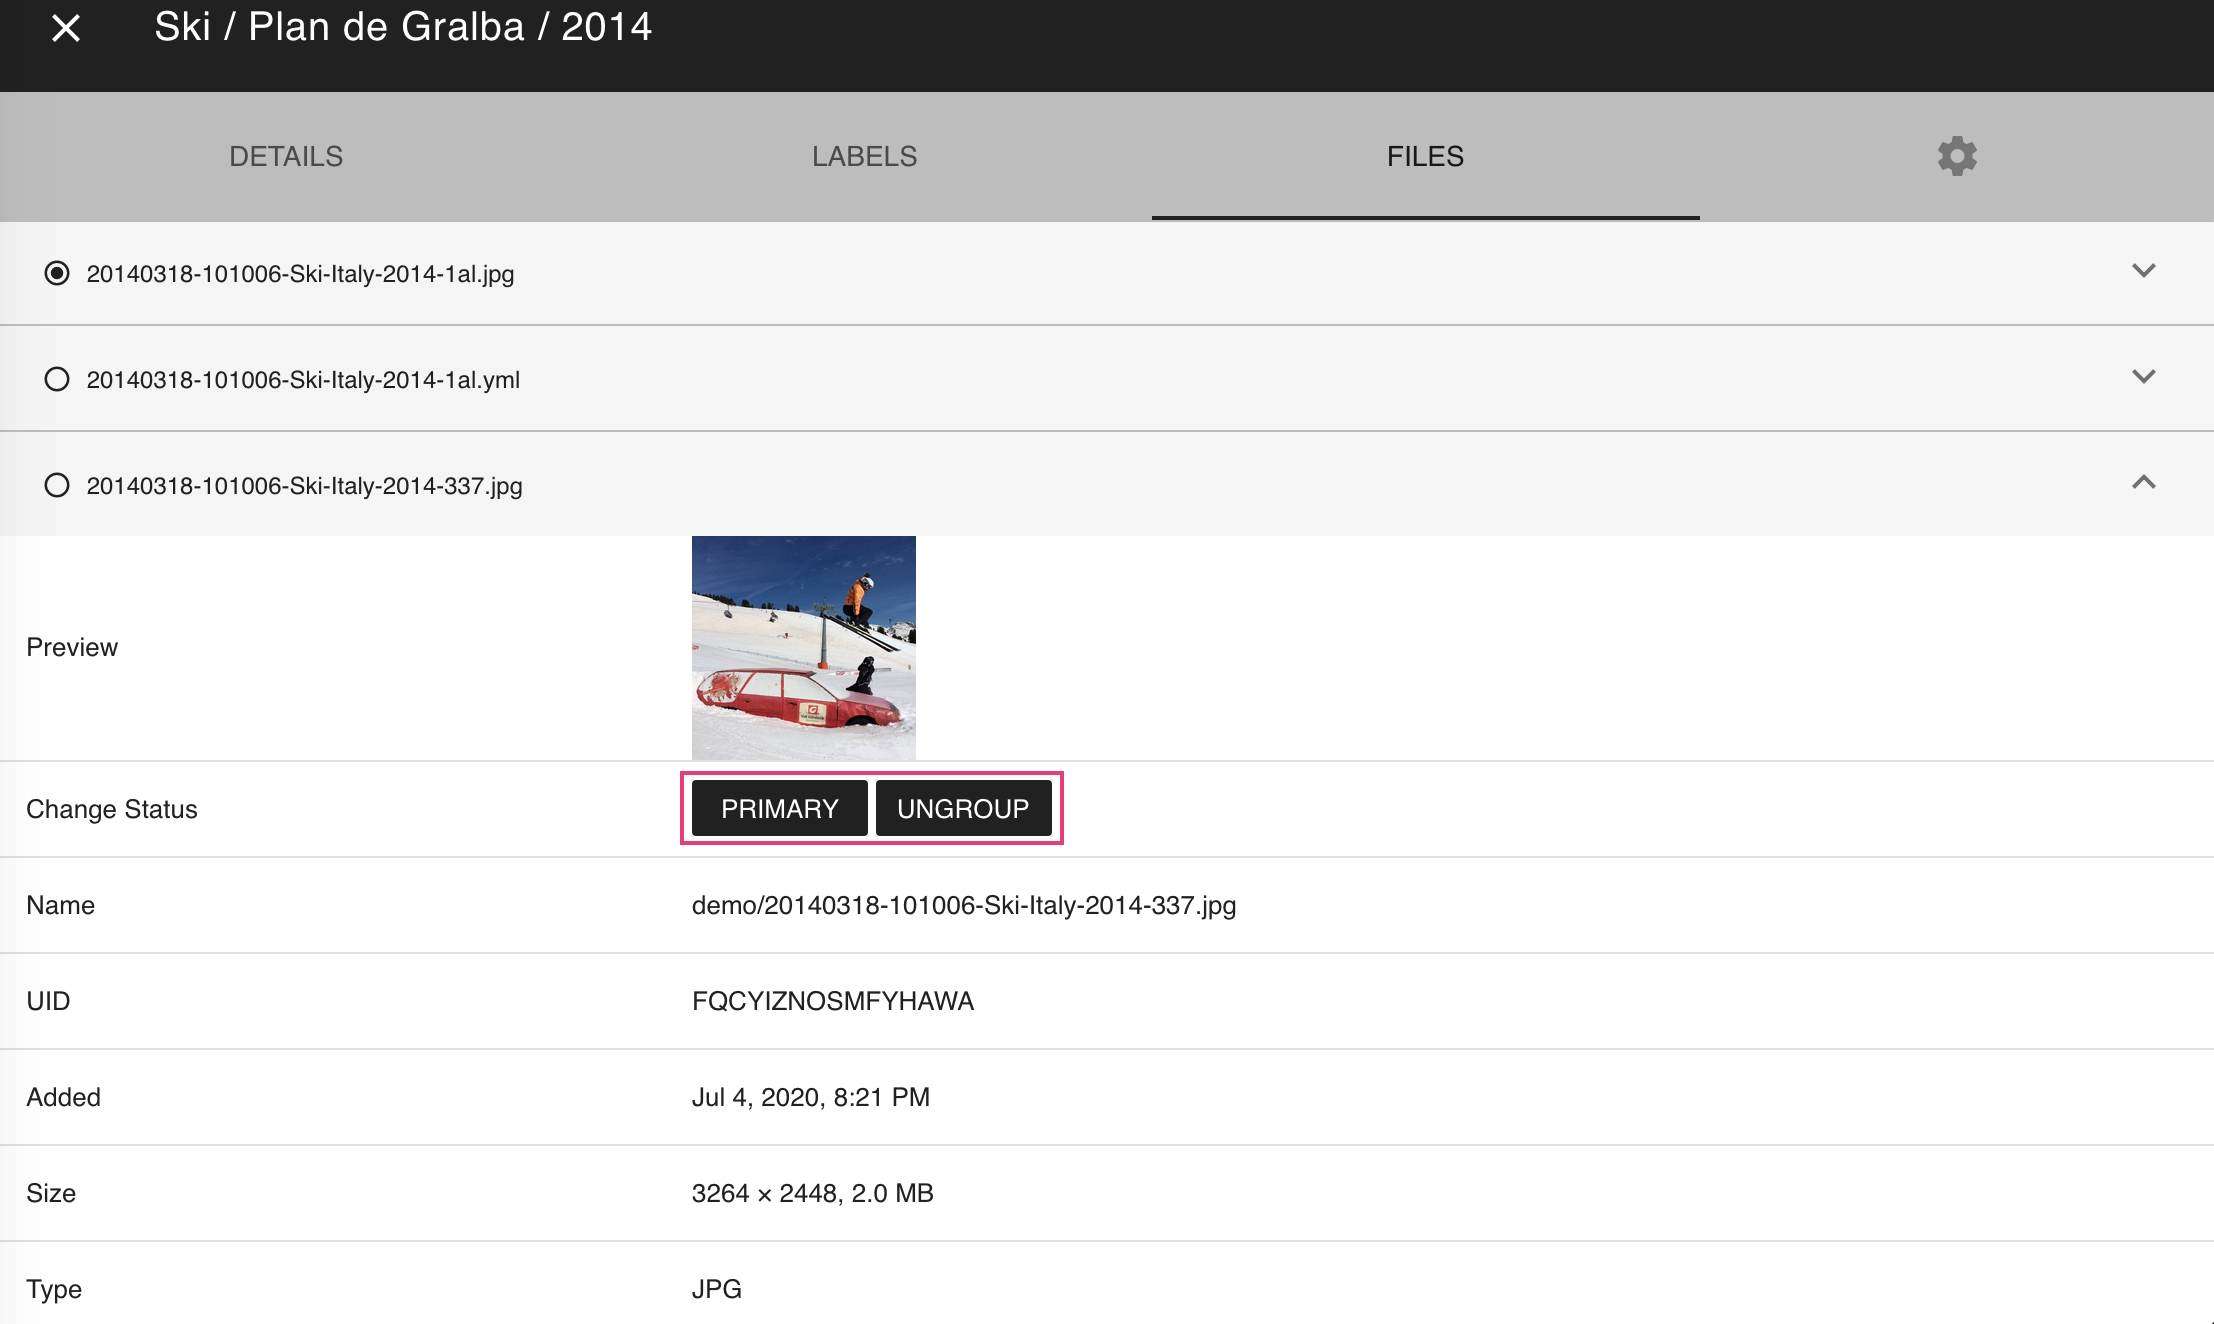 Ski / Plan de Gralba / 2014
DETAILS LABELS FILES
20140318-101006-Ski-Italy-2014-1al.jpg
20140318-101006-Ski-Italy-2014-1al.yml
20140318-101006-Ski-Italy-2014-337.jpg
Preview
Change Status PRIMARY UNGROUP
Name demo/20140318-101006-Ski-Italy-2014-337.jpg
UID FQCYIZNOSMFYHAWA
Added Jul 4, 2020, 8:21 PM
Size 3264 × 2448, 2.0 MB
Type JPG